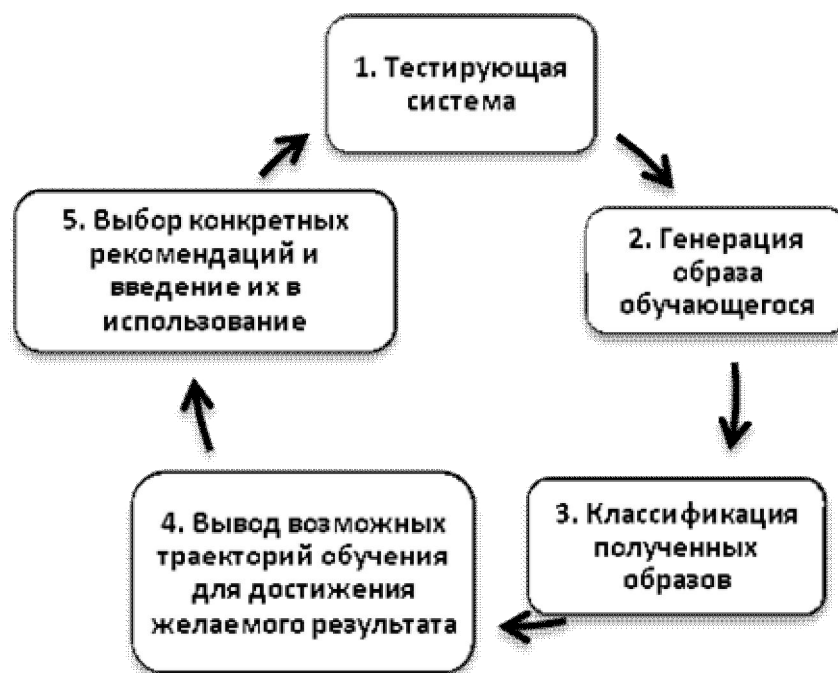 1. Тестирующая
система
2. Генерация
образа
обучающегося
3. Классификация
полученных
образов
4. Вывод возможных
траекторий обучения
для достижения
желаемого результата
5. Выбор конкретных
рекомендаций и
введение их в
использование